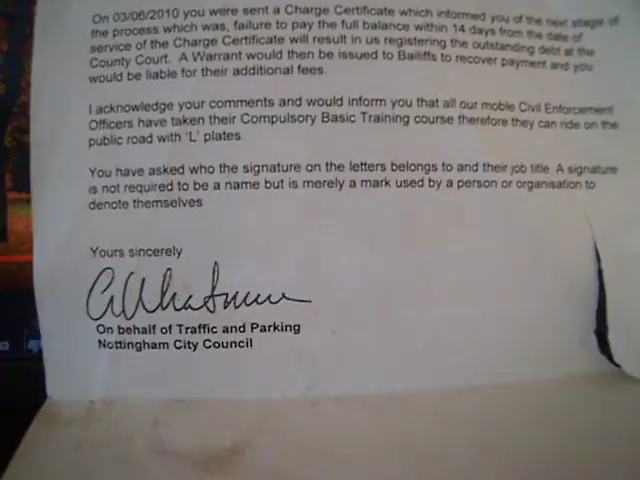 On 03/06/2010 you were sent a Charge Certificate which informed you of the next stage of
the process which was, failure to pay the full balance within 14 days from the date of
service of the Charge Certificate will result in us registering the outstanding debt at the
County Court. A Warrant would then be issued to Bailiffs to recover payment and you
would be liable for their additional fees.
I acknowledge your comments and would inform you that all our moble Civil Enforcement
Officers have taken their Compulsory Basic Training course therefore they can ride on the
public road with 'L' plates.
You have asked who the signature on the letters belongs to and their job title. A signature
is not required to be a name but is merely a mark used by a person or organisation to
denote themselves
Yours sincerely
On behalf of Traffic and Parking
Nottingham City Council